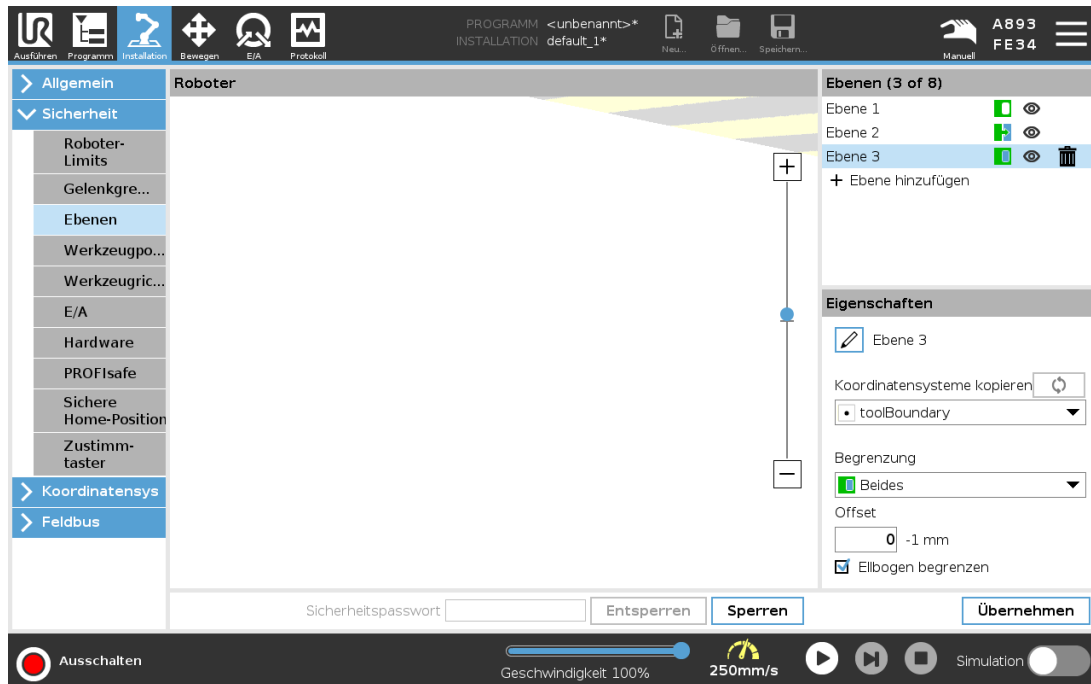 PROGRAMM <unbenannt>*
INSTALLATION default_1*
Ausführen Programm Installation Bewegen E/A Protokoll
Neu... Öffnen... Speichern...
Manuell
A893
FE34
Allgemein
Sicherheit
Roboter-
Limits
Gelenkgre...
Ebenen
Werkzeugpo...
Werkzeugric...
E/A
Hardware
PROFIsafe
Sichere
Home-Position
Zustimm-
taster
Koordinatensys
Feldbus
Roboter
+
−
Ebenen (3 of 8)
Ebene 1
Ebene 2
Ebene 3
+ Ebene hinzufügen
Eigenschaften
Ebene 3
Koordinatensysteme kopieren
toolBoundary
Begrenzung
Beides
Offset
0 -1 mm
Ellbogen begrenzen
Sicherheitspasswort Entsperren Sperren Übernehmen
Ausschalten
Geschwindigkeit 100%
250mm/s
Simulation